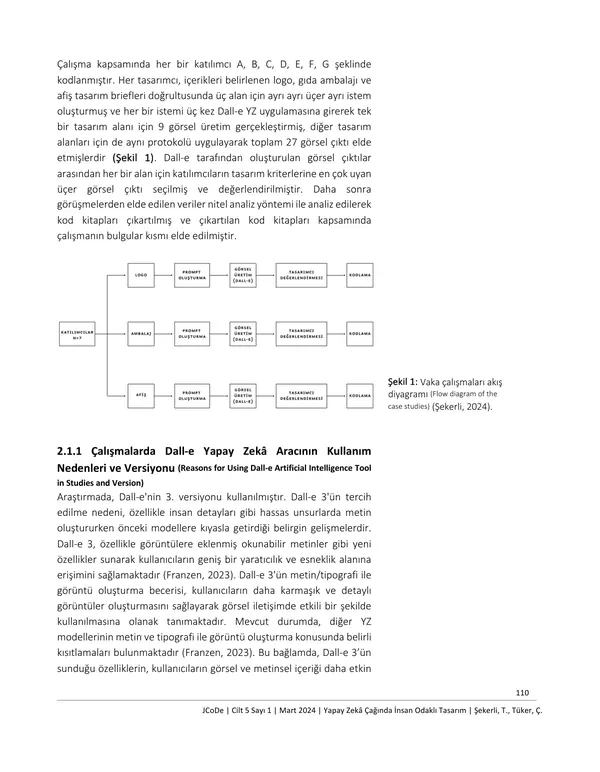 Çalışma kapsamında her bir katılımcı A, B, C, D, E, F, G şeklinde
kodlanmıştır. Her tasarımcı, içerikleri belirlenen logo, gıda ambalajı ve
afiş tasarım briefleri doğrultusunda üç alan için ayrı ayrı üçer ayrı istem
oluşturmuş ve her bir istemi üç kez Dall-e YZ uygulamasına girerek tek
bir tasarım alanı için 9 görsel üretim gerçekleştirmiş, diğer tasarım
alanları için de aynı protokolü uygulayarak toplam 27 görsel çıktı elde
etmişlerdir (Şekil 1). Dall-e tarafından oluşturulan görsel çıktılar
arasından her bir alan için katılımcıların tasarım kriterlerine en çok uyan
üçer görsel çıktı seçilmiş ve değerlendirilmiştir. Daha sonra
görüşmelerden elde edilen veriler nitel analiz yöntemi ile analiz edilerek
kod kitapları çıkartılmış ve çıkartılan kod kitapları kapsamında
çalışmanın bulgular kısmı elde edilmiştir.
KATILIMCILAR
N=7
LOGO
PROMPT
OLUŞTURMA
GÖRSEL
ÜRETİM
(DALL-E)
TASARIMCI
DEĞERLENDİRMESİ
KODLAMA
AMBALAJ
PROMPT
OLUŞTURMA
GÖRSEL
ÜRETİM
(DALL-E)
TASARIMCI
DEĞERLENDİRMESİ
KODLAMA
AFİŞ
PROMPT
OLUŞTURMA
GÖRSEL
ÜRETİM
(DALL-E)
TASARIMCI
DEĞERLENDİRMESİ
KODLAMA
Şekil 1: Vaka çalışmaları akış
diyagramı (Flow diagram of the
case studies) (Şekerli, 2024).
2.1.1 Çalışmalarda Dall-e Yapay Zekâ Aracının Kullanım
Nedenleri ve Versiyonu (Reasons for Using Dall-e Artificial Intelligence Tool
in Studies and Version)
Araştırmada, Dall-e'nin 3. versiyonu kullanılmıştır. Dall-e 3'ün tercih
edilme nedeni, özellikle insan detayları gibi hassas unsurlarda metin
oluştururken önceki modellere kıyasla getirdiği belirgin gelişmelerdir.
Dall-e 3, özellikle görüntülere eklenmiş okunabilir metinler gibi yeni
özellikler sunarak kullanıcıların geniş bir yaratıcılık ve esneklik alanına
erişimini sağlamaktadır (Franzen, 2023). Dall-e 3'ün metin/tipografi ile
görüntü oluşturma becerisi, kullanıcıların daha karmaşık ve detaylı
görüntüler oluşturmasını sağlayarak görsel iletişimde etkili bir şekilde
kullanılmasına olanak tanımaktadır. Mevcut durumda, diğer YZ
modellerinin metin ve tipografi ile görüntü oluşturma konusunda belirli
kısıtlamaları bulunmaktadır (Franzen, 2023). Bu bağlamda, Dall-e 3'ün
sunduğu özelliklerin, kullanıcıların görsel ve metinsel içeriği daha etkin
110
JCoDe | Cilt 5 Sayı 1 | Mart 2024 | Yapay Zekâ Çağında İnsan Odaklı Tasarım | Şekerli, T., Tüker, Ç.